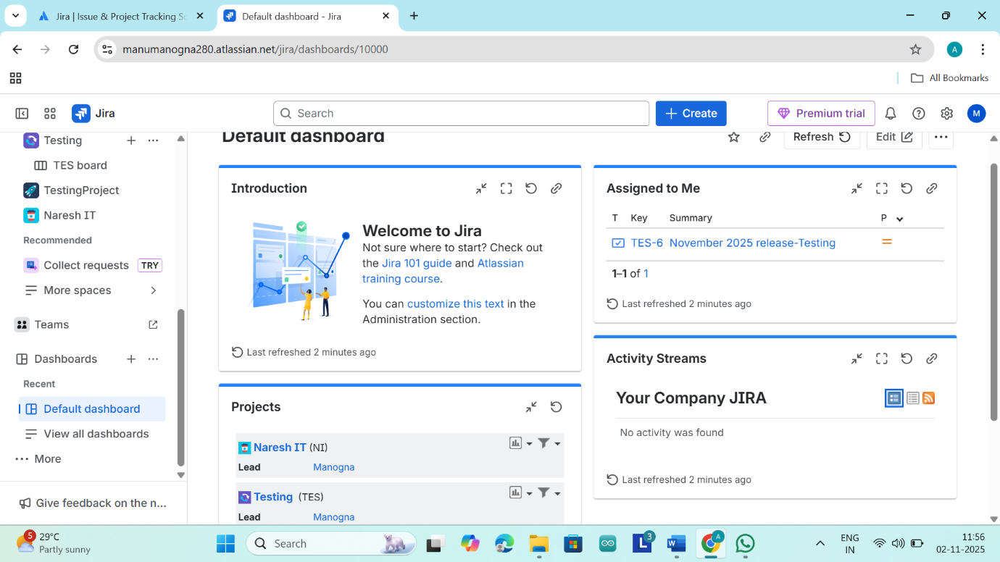 Jira | Issue & Project Tracking So
Default dashboard - Jira
manumanogna280.atlassian.net/jira/dashboards/10000
A
All Bookmarks
Jira
Search
Create
Premium trial
M
Testing
TES board
TestingProject
Naresh IT
Recommended
Collect requests TRY
More spaces
Teams
Dashboards
Recent
Default dashboard
View all dashboards
More
Give feedback on the n...
Default dashboard
Refresh
Edit
Introduction
Welcome to Jira
Not sure where to start? Check out
the Jira 101 guide and Atlassian
training course.
You can customize this text in the
Administration section.
Last refreshed 2 minutes ago
Projects
Naresh IT (NI)
Lead Manogna
Testing (TES)
Lead Manogna
Assigned to Me
T Key Summary P
TES-6 November 2025 release-Testing
1–1 of 1
Last refreshed 2 minutes ago
Activity Streams
Your Company JIRA
No activity was found
Last refreshed 2 minutes ago
5
29°C
Partly sunny
Search
L
3
W
A
ENG
IN
11:56
02-11-2025